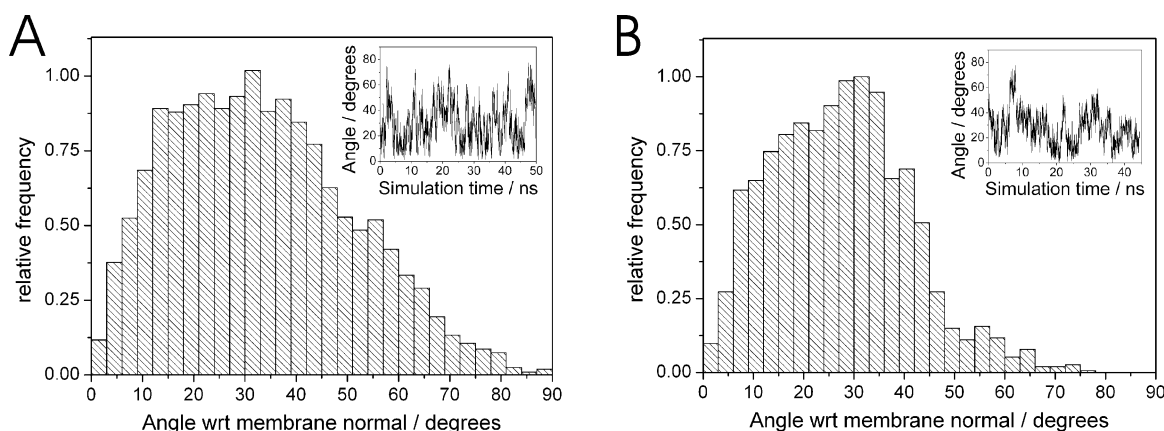 A
relative frequency
1.00
0.75
0.50
0.25
0.00
0 10 20 30 40 50 60 70 80 90
Angle wrt membrane normal / degrees
Angle / degrees
80
60
40
20
0
0 10 20 30 40 50
Simulation time / ns
B
relative frequency
1.00
0.75
0.50
0.25
0.00
0 10 20 30 40 50 60 70 80 90
Angle wrt membrane normal / degrees
Angle / degrees
80
60
40
20
0
0 10 20 30 40
Simulation time / ns